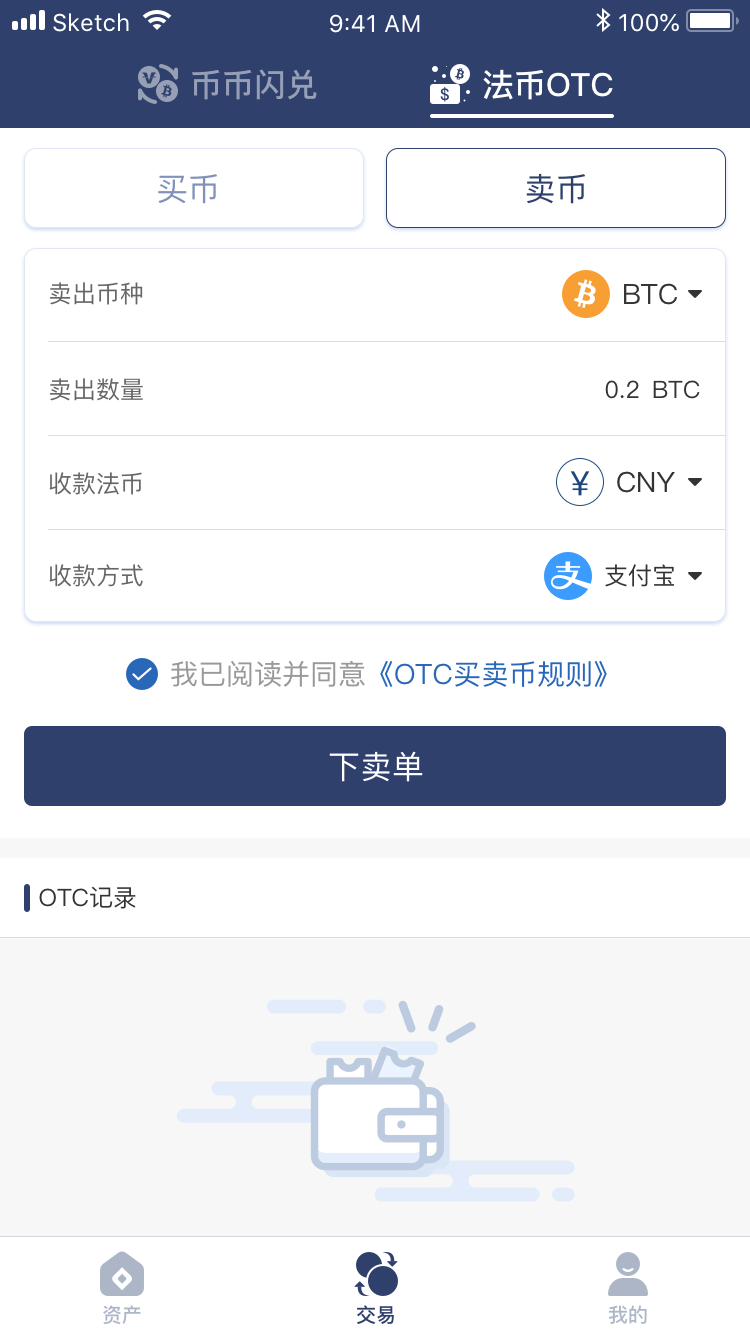 Sketch 9:41 AM 100%
币币闪兑 法币OTC
买币 卖币
卖出币种 BTC
卖出数量 0.2 BTC
收款法币 ¥ CNY
收款方式 支付宝
我已阅读并同意《OTC买卖币规则》
下卖单
OTC记录
资产 交易 我的